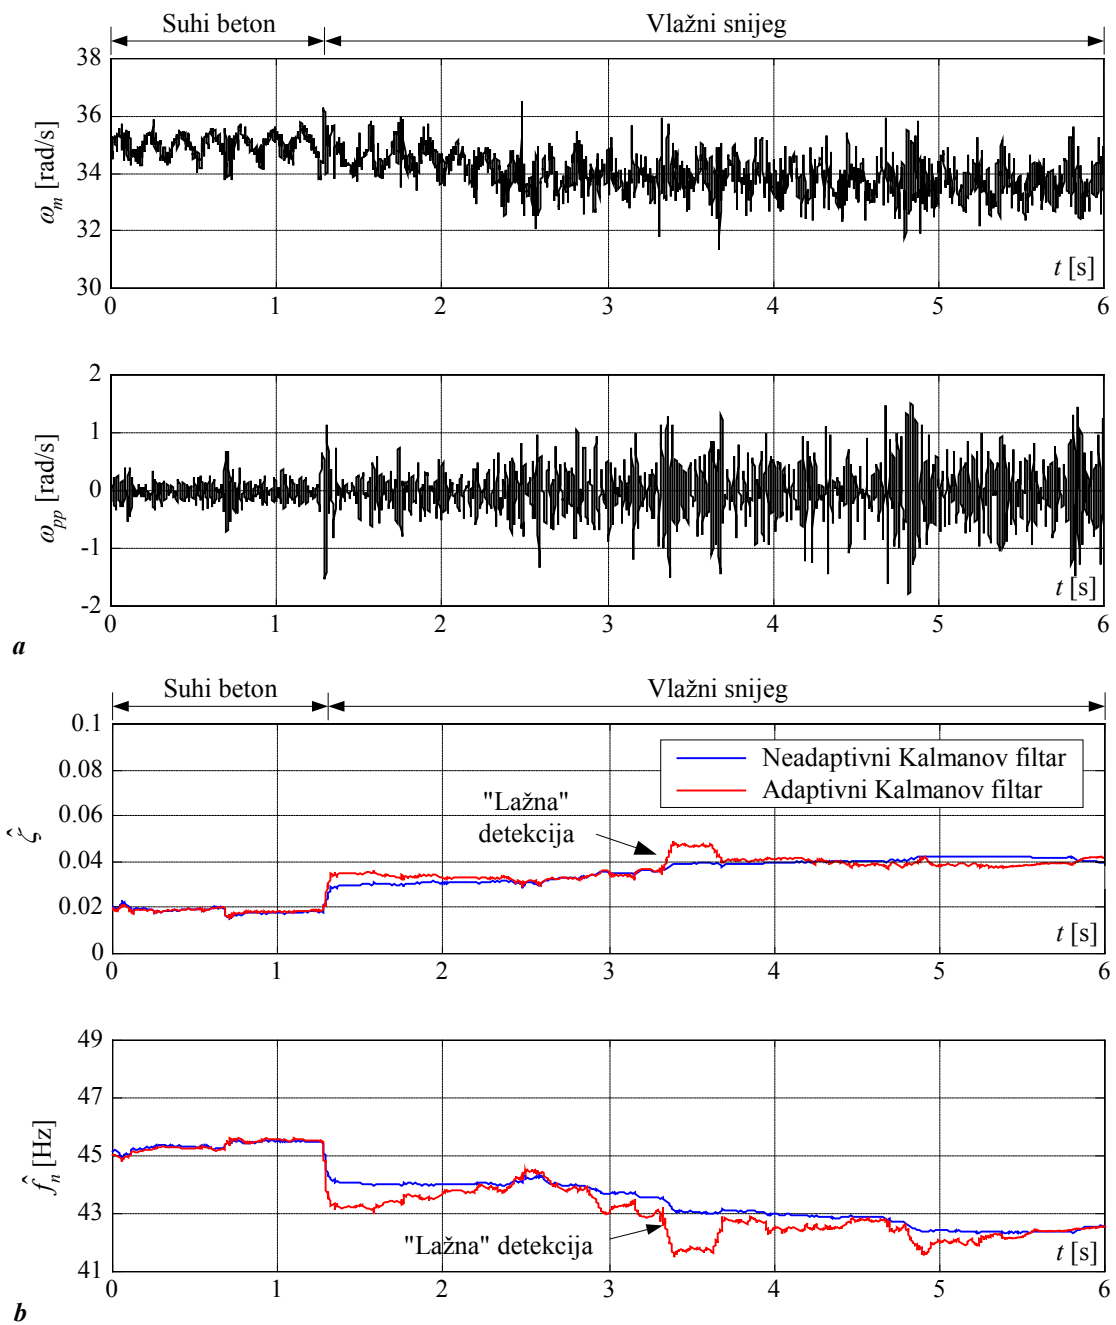 Suhi beton Vlažni snijeg
38
36
34
32
30
ω_m [rad/s]
t [s]
0 1 2 3 4 5 6
2
1
0
-1
-2
ω_pp [rad/s]
t [s]
0 1 2 3 4 5 6
a
Suhi beton Vlažni snijeg
0.1
0.08
0.06
0.04
0.02
0
ζ̂
Neadaptivni Kalmanov filtar
Adaptivni Kalmanov filtar
"Lažna"
detekcija
t [s]
0 1 2 3 4 5 6
49
47
45
43
41
f̂_n [Hz]
"Lažna" detekcija
t [s]
0 1 2 3 4 5 6
b